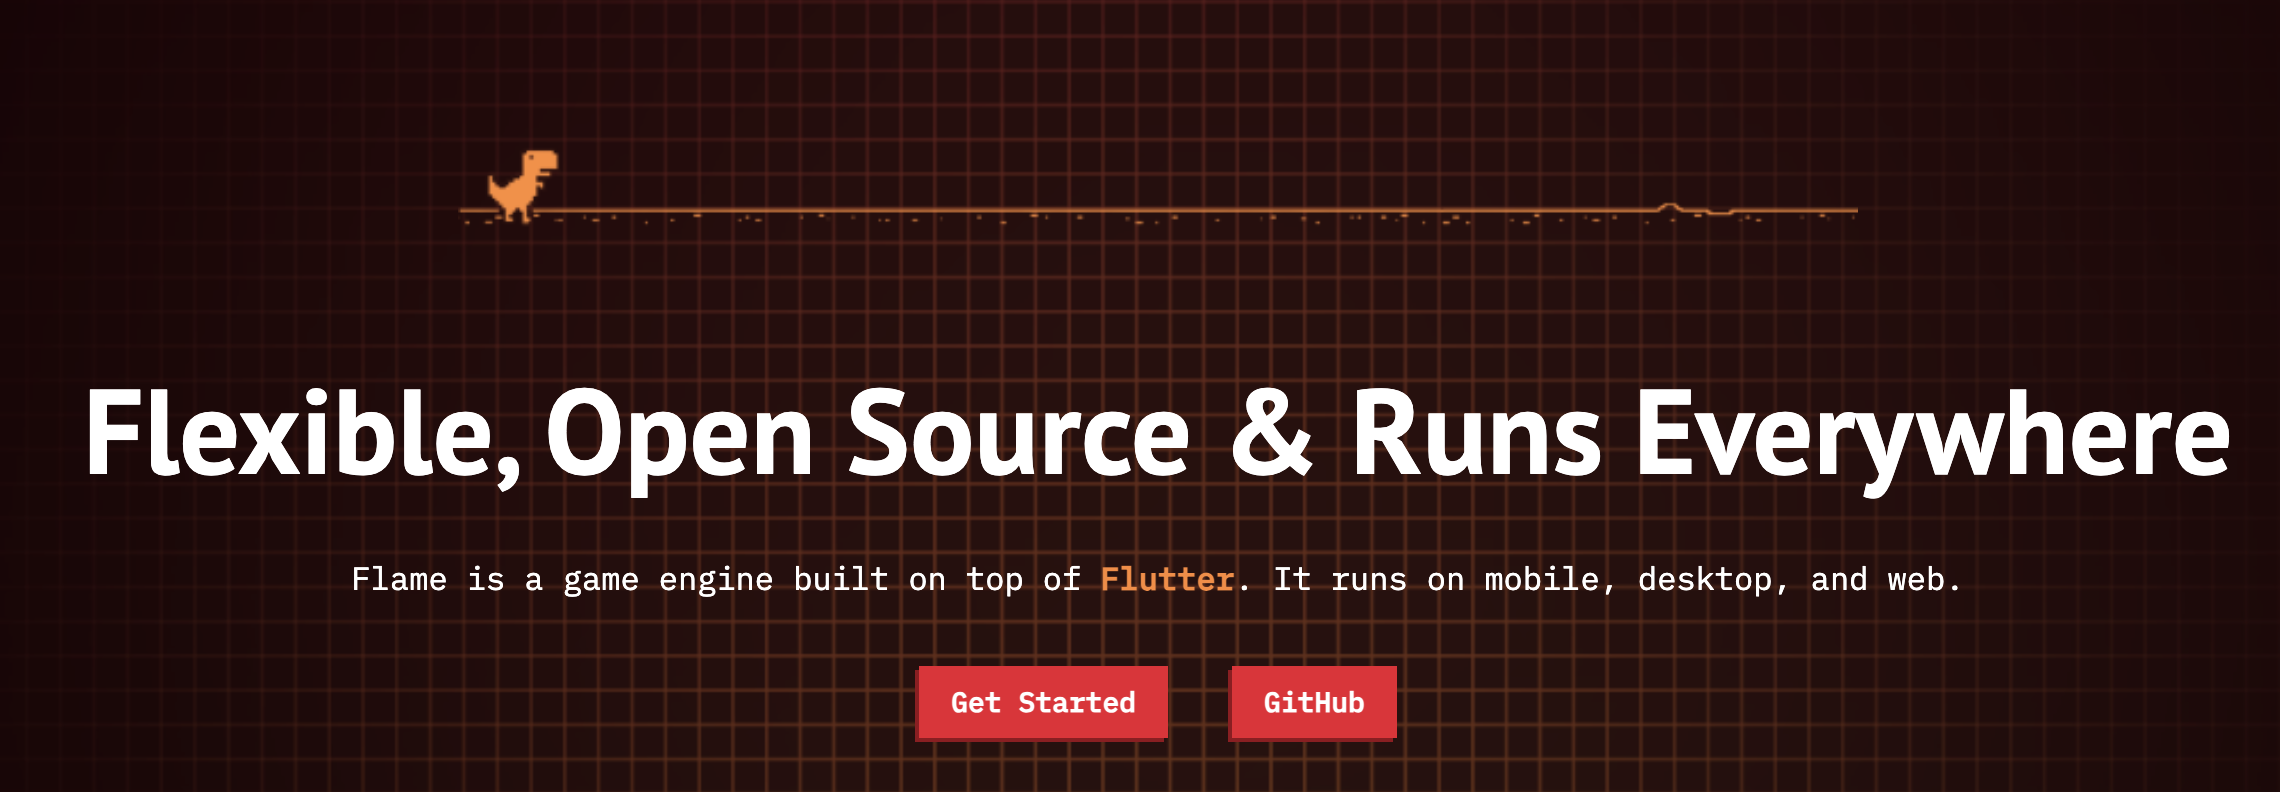 Flexible, Open Source & Runs Everywhere
Flame is a game engine built on top of Flutter. It runs on mobile, desktop, and web.
Get Started
GitHub